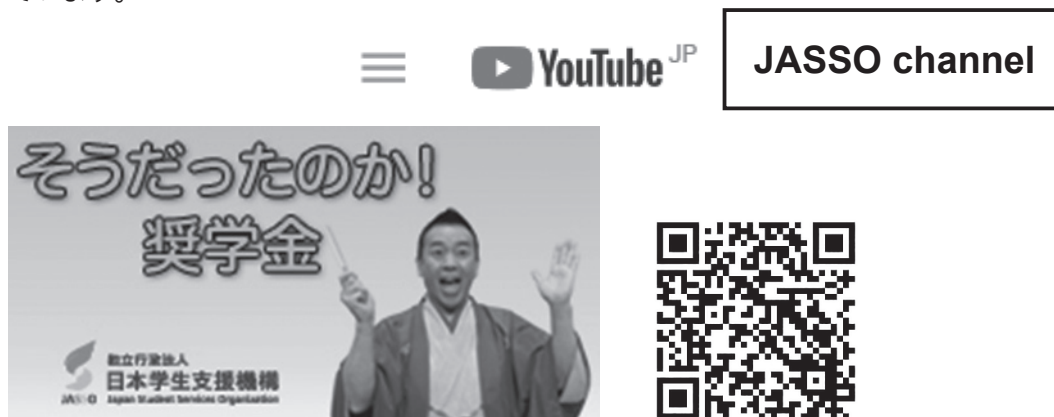 YouTube JP
JASSO channel
そうだったのか!
奨学金
独立行政法人
日本学生支援機構
JASSO Japan Student Services Organization